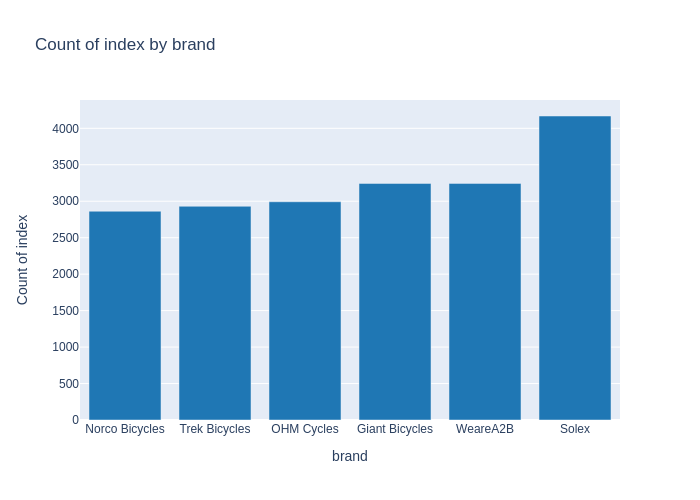 Count of index by brand
Count of index
4000
3500
3000
2500
2000
1500
1000
500
0
Norco Bicycles Trek Bicycles OHM Cycles Giant Bicycles WeareA2B Solex
brand